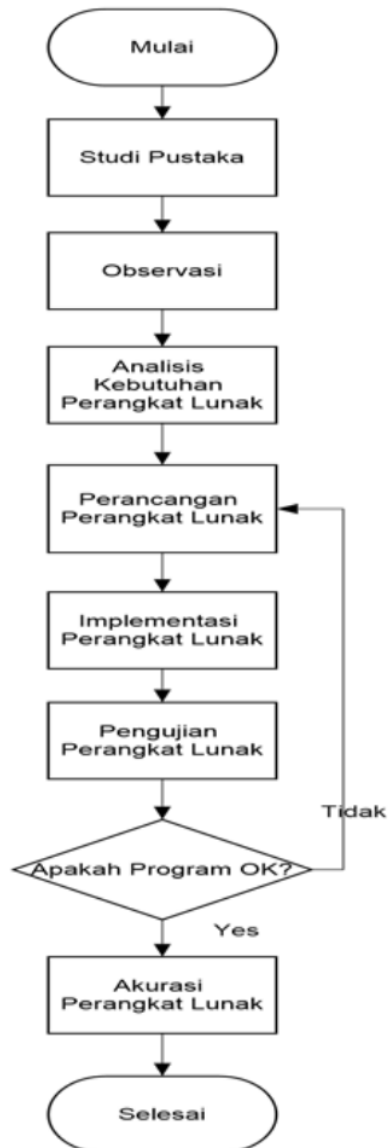 Mulai
Studi Pustaka
Observasi
Analisis
Kebutuhan
Perangkat Lunak
Perancangan
Perangkat Lunak
Implementasi
Perangkat Lunak
Pengujian
Perangkat Lunak
Tidak
Apakah Program OK?
Yes
Akurasi
Perangkat Lunak
Selesai